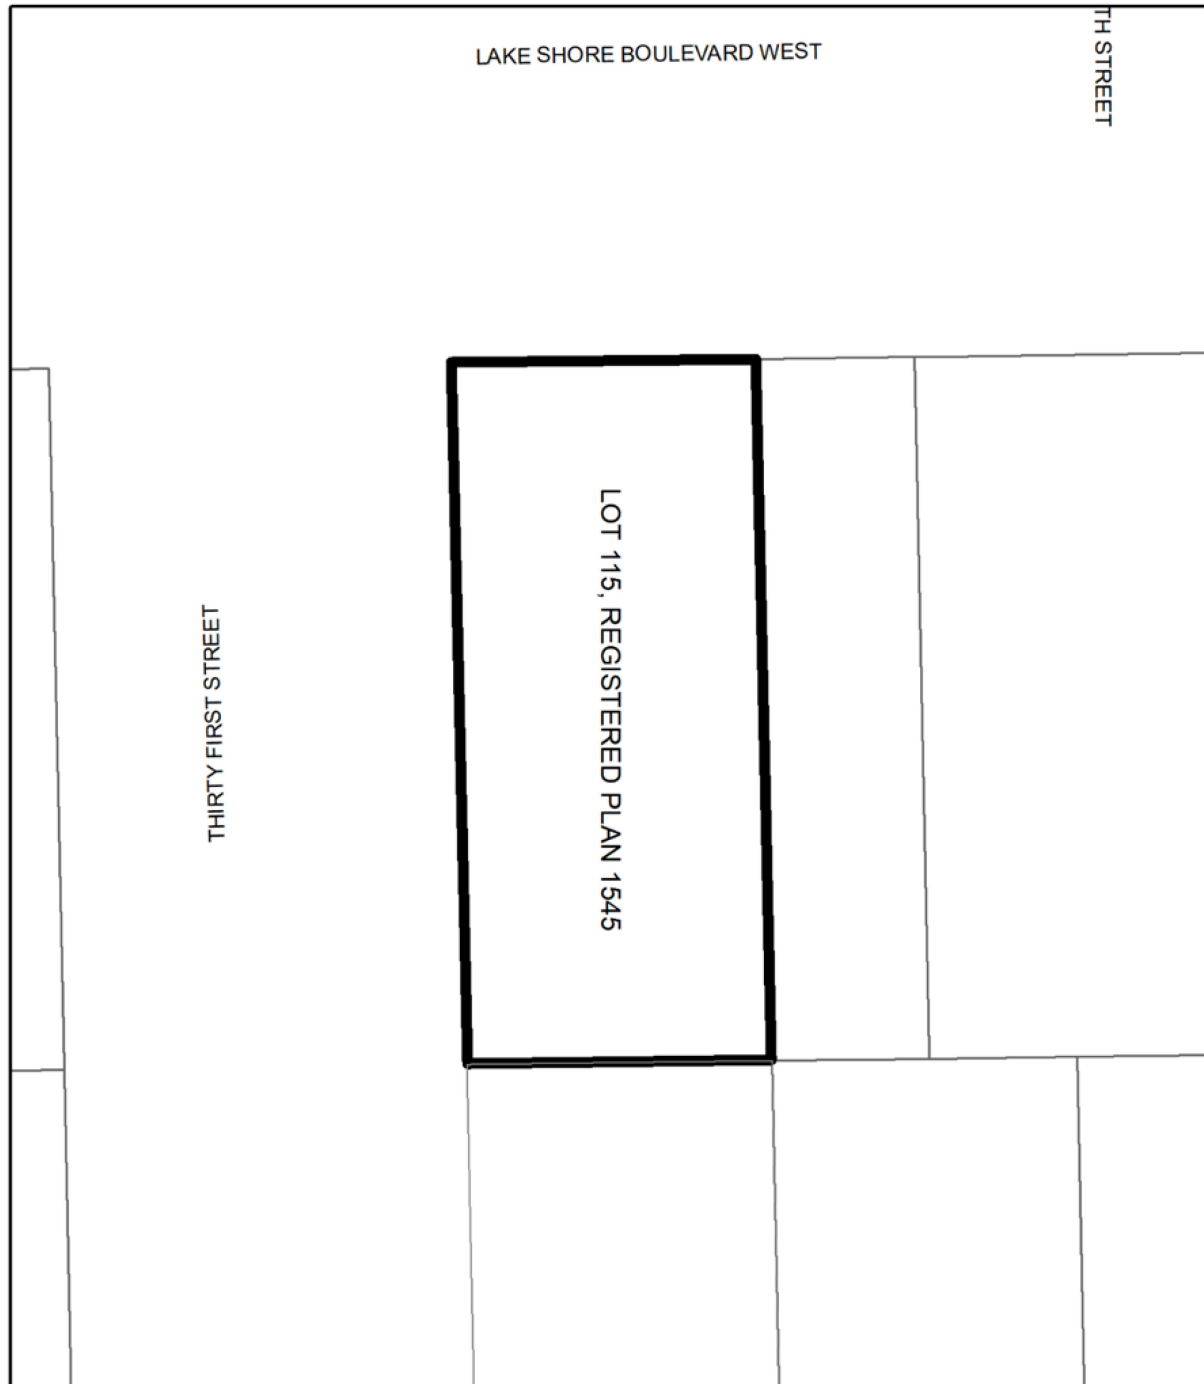 LAKE SHORE BOULEVARD WEST
TH STREET
LOT 115, REGISTERED PLAN 1545
THIRTY FIRST STREET